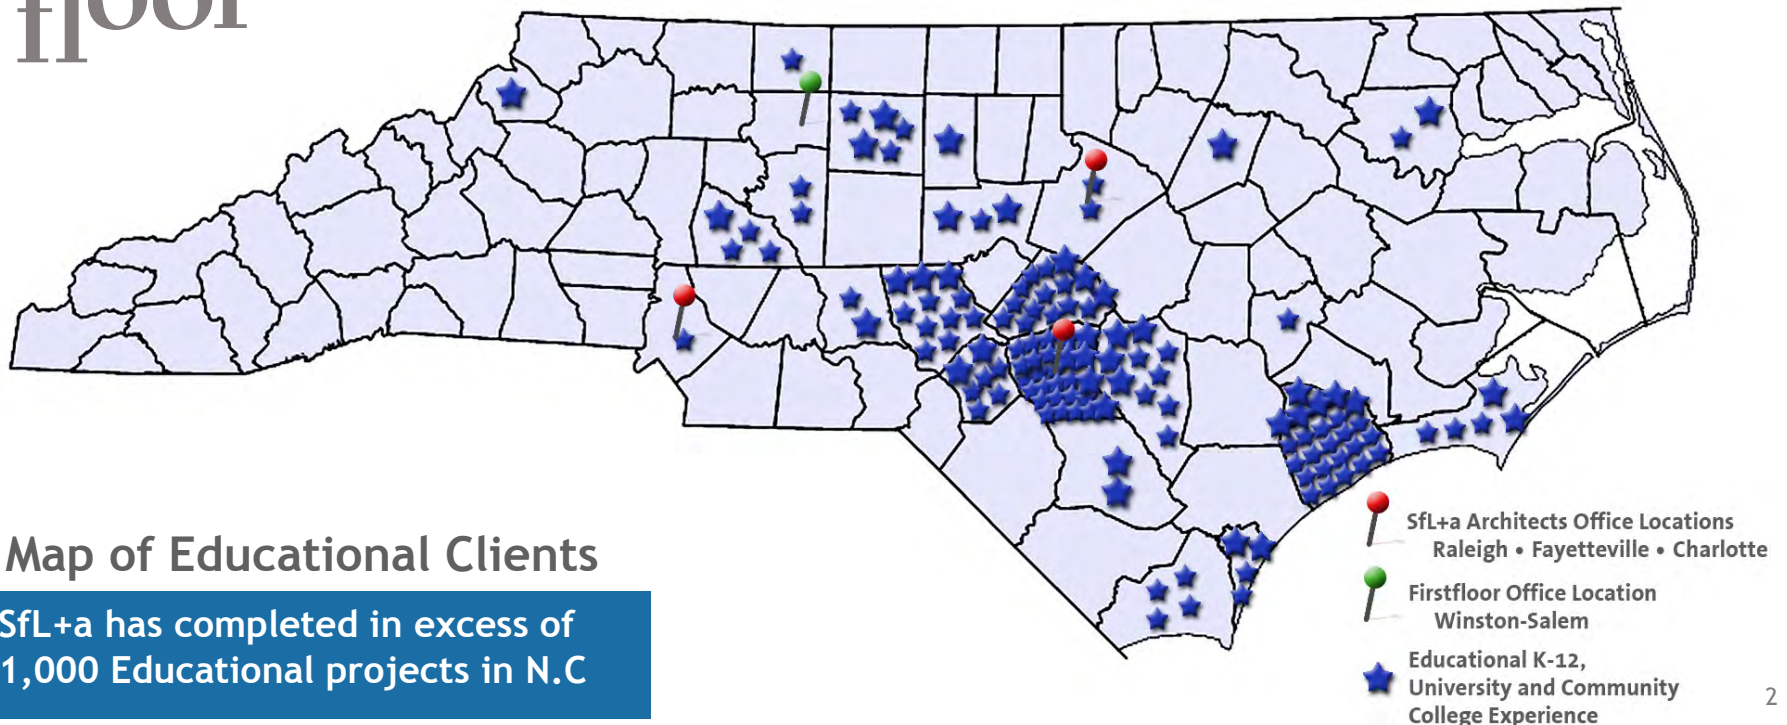 floor
Map of Educational Clients
SfL+a has completed in excess of
1,000 Educational projects in N.C
SfL+a Architects Office Locations
Raleigh • Fayetteville • Charlotte
Firstfloor Office Location
Winston-Salem
Educational K-12,
University and Community
College Experience
2